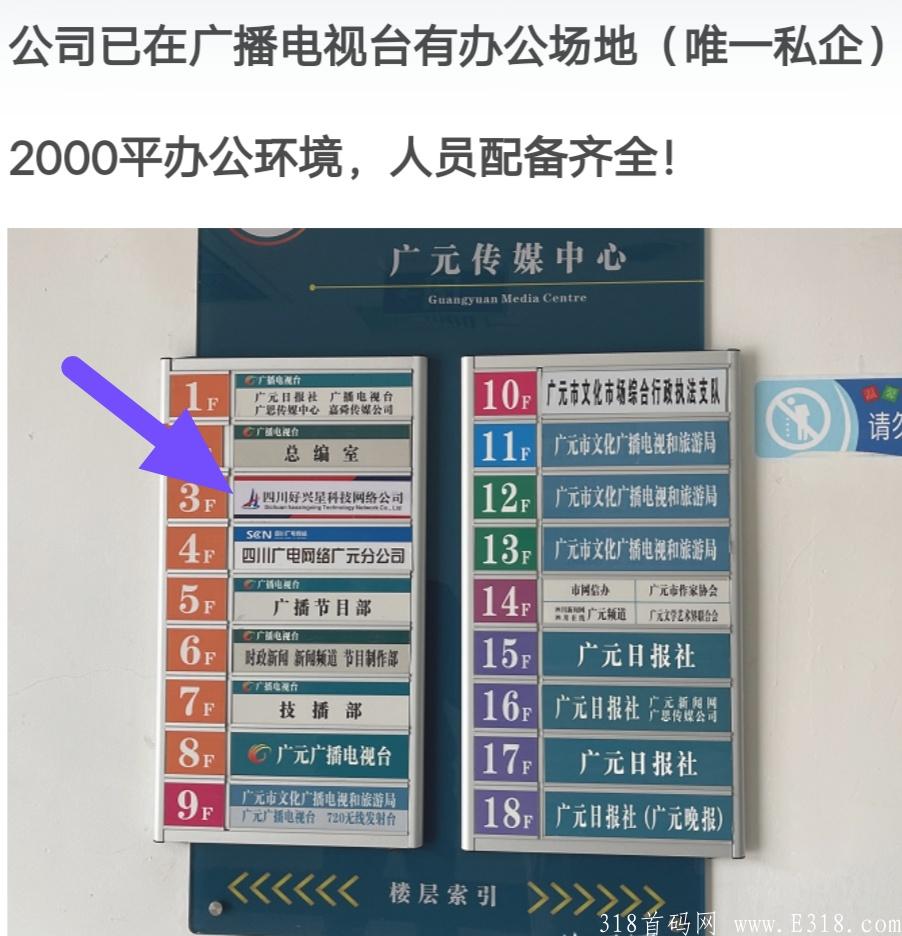 公司已在广播电视台有办公场地（唯一私企）
2000平办公环境，人员配备齐全！
广元传媒中心
Guangyuan Media Centre
1F
广播电视台
广元日报社 广播电视台
广思传媒中心 嘉舜传媒公司
广播电视台
总编室
3F
四川好兴星科技网络公司
4F
SCN
四川广电网络广元分公司
5F
广播电视台
广播节目部
6F
广播电视台
时政新闻 新闻频道 节目制作部
7F
广播电视台
技播部
8F
广元广播电视台
9F
广元市文化广播电视和旅游局
广元广播电视台 720无线发射台
10F
广元市文化市场综合行政执法支队
11F
广元市文化广播电视和旅游局
12F
广元市文化广播电视和旅游局
13F
广元市文化广播电视和旅游局
14F
市网信办 广元市作家协会
广元频道 广元文学艺术界联合会
15F
广元日报社
16F
广元日报社 广元新闻网
广思传媒公司
17F
广元日报社
18F
广元日报社(广元晚报)
请勿
楼层索引
318首码网 www.E318.com